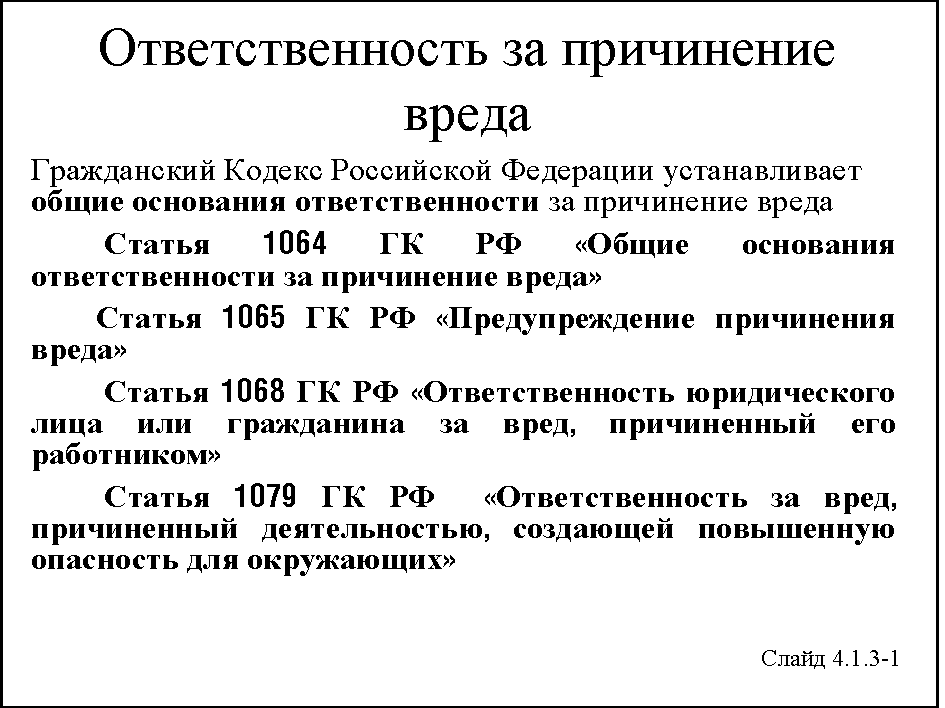 Ответственность за причинение
вреда
Гражданский Кодекс Российской Федерации устанавливает
общие основания ответственности за причинение вреда
Статья 1064 ГК РФ «Общие основания
ответственности за причинение вреда»
Статья 1065 ГК РФ «Предупреждение причинения
вреда»
Статья 1068 ГК РФ «Ответственность юридического
лица или гражданина за вред, причиненный его
работником»
Статья 1079 ГК РФ «Ответственность за вред,
причиненный деятельностью, создающей повышенную
опасность для окружающих»
Слайд 4.1.3-1